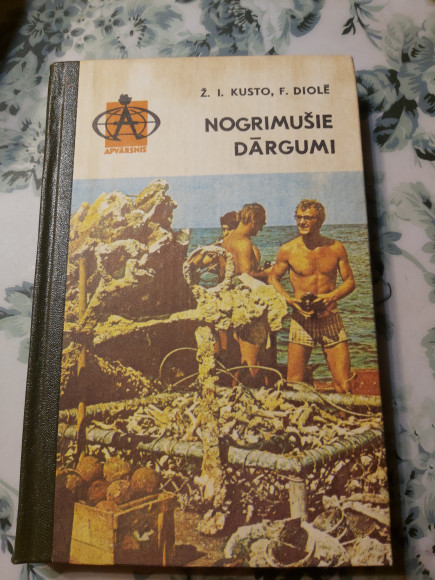 Ž. I. KUSTO, F. DIOLĒ
NOGRIMUŠIE
DĀRGUMI
APVĀRSNIS